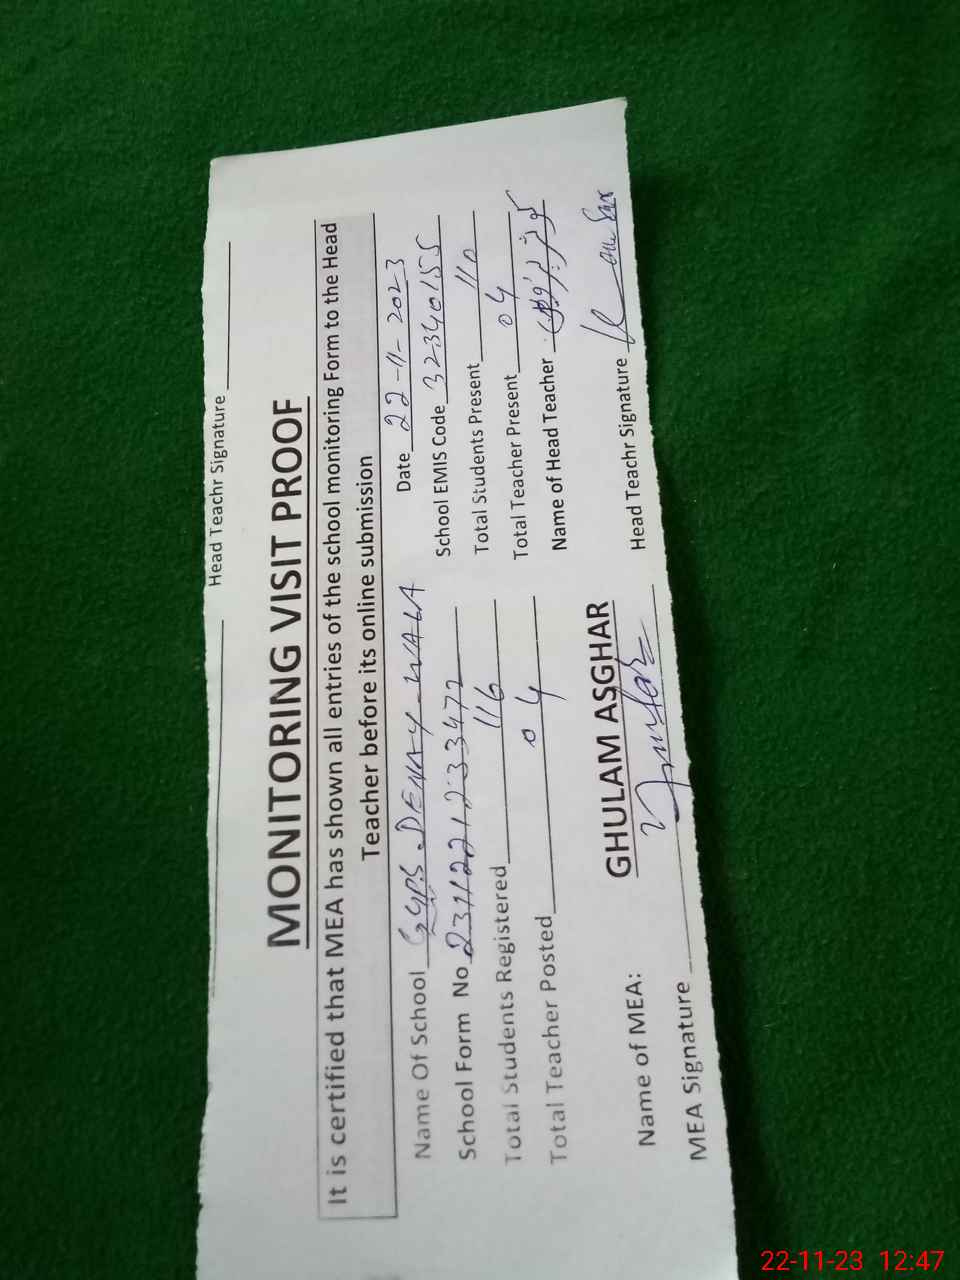 Head Teachr Signature
MONITORING VISIT PROOF
It is certified that MEA has shown all entries of the school monitoring Form to the Head
Teacher before its online submission
Name Of School GGPS DENAY WALA Date 22-11-2023
School Form No 2311221233472 School EMIS Code 32340155
Total Students Registered 116 Total Students Present 110
Total Teacher Posted 04 Total Teacher Present 04
Name of Head Teacher
Name of MEA: GHULAM ASGHAR
MEA Signature Head Teachr Signature
22-11-23 12:47